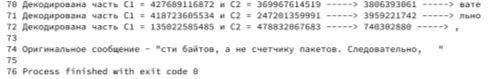 70 Декодирована часть C1 = 427689116872 и C2 = 369967614519 -----> 3806393061 -----> вате
71 Декодирована часть C1 = 418723605534 и C2 = 247201359991 -----> 3959221742 -----> льно
72 Декодирована часть C1 = 135022585485 и C2 = 478832067683 -----> 740302880 -----> ,
73
74 Оригинальное сообщение - "сти байтов, а не счетчику пакетов. Следовательно,   "
75
76 Process finished with exit code 0